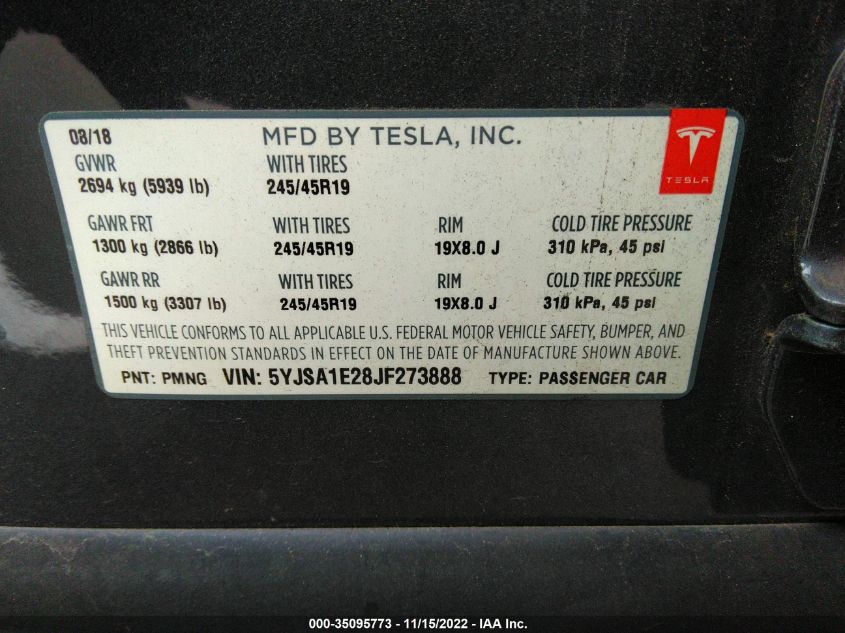 08/18 MFD BY TESLA, INC.
GVWR WITH TIRES
2694 kg (5939 lb) 245/45R19
TESLA
GAWR FRT WITH TIRES RIM COLD TIRE PRESSURE
1300 kg (2866 lb) 245/45R19 19X8.0 J 310 kPa, 45 psi
GAWR RR WITH TIRES RIM COLD TIRE PRESSURE
1500 kg (3307 lb) 245/45R19 19X8.0 J 310 kPa, 45 psi
THIS VEHICLE CONFORMS TO ALL APPLICABLE U.S. FEDERAL MOTOR VEHICLE SAFETY, BUMPER, AND
THEFT PREVENTION STANDARDS IN EFFECT ON THE DATE OF MANUFACTURE SHOWN ABOVE.
PNT: PMNG VIN: 5YJSA1E28JF273888 TYPE: PASSENGER CAR
000-35095773 - 11/15/2022 - IAA Inc.